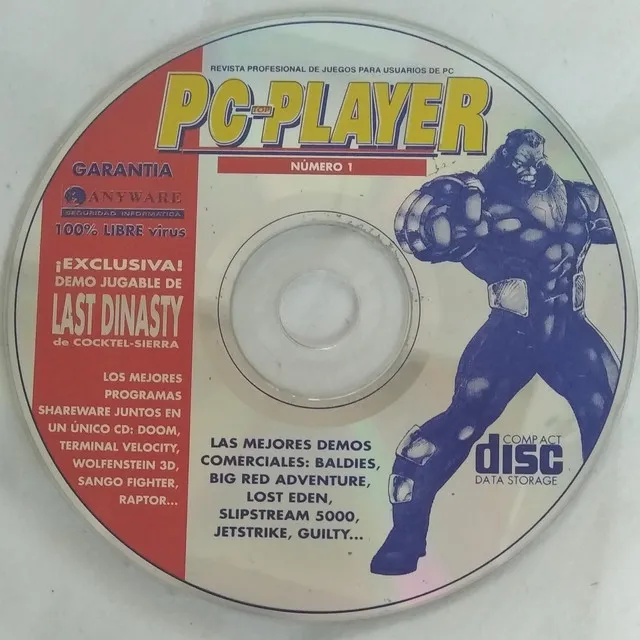 REVISTA PROFESIONAL DE JUEGOS PARA USUARIOS DE PC
PC TOP PLAYER
NÚMERO 1
GARANTIA
ANYWARE
SEGURIDAD INFORMATICA
100% LIBRE virus
¡EXCLUSIVA!
DEMO JUGABLE DE
LAST DINASTY
de COCKTEL-SIERRA
LOS MEJORES
PROGRAMAS
SHAREWARE JUNTOS EN
UN ÚNICO CD: DOOM,
TERMINAL VELOCITY,
WOLFENSTEIN 3D,
SANGO FIGHTER,
RAPTOR...
LAS MEJORES DEMOS
COMERCIALES: BALDIES,
BIG RED ADVENTURE,
LOST EDEN,
SLIPSTREAM 5000,
JETSTRIKE, GUILTY...
COMPACT
disc
DATA STORAGE